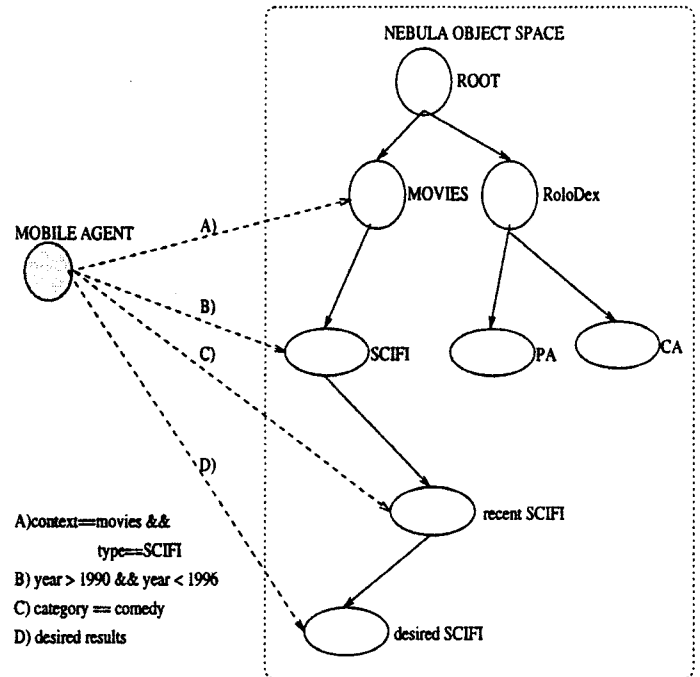 NEBULA OBJECT SPACE
ROOT
MOVIES
RoloDex
MOBILE AGENT
A)
B)
SCIFI
PA
CA
C)
D)
recent SCIFI
desired SCIFI
A)context==movies &&
type==SCIFI
B) year > 1990 && year < 1996
C) category == comedy
D) desired results